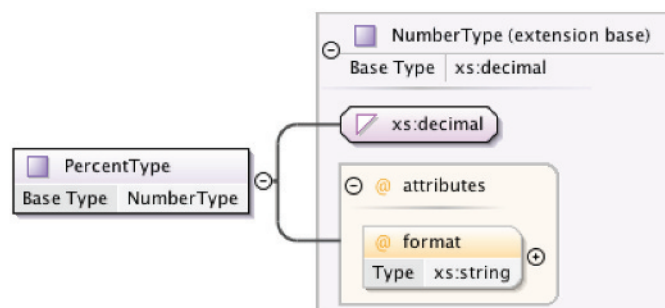 NumberType (extension base)
Base Type xs:decimal
xs:decimal
PercentType
Base Type NumberType
@ attributes
@ format
Type xs:string